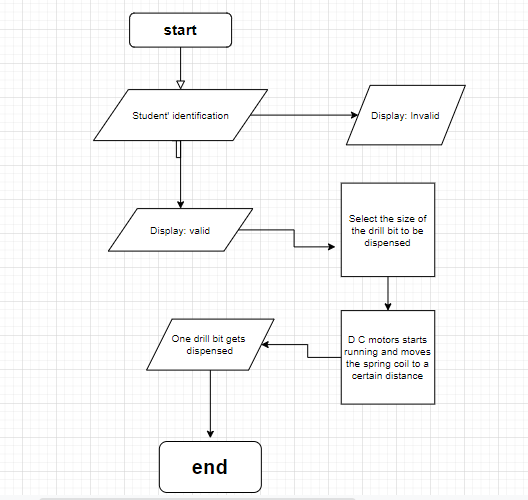 start
Student' identification
Display: Invalid
Display: valid
Select the size of
the drill bit to be
dispensed
One drill bit gets
dispensed
D C motors starts
running and moves
the spring coil to a
certain distance
end